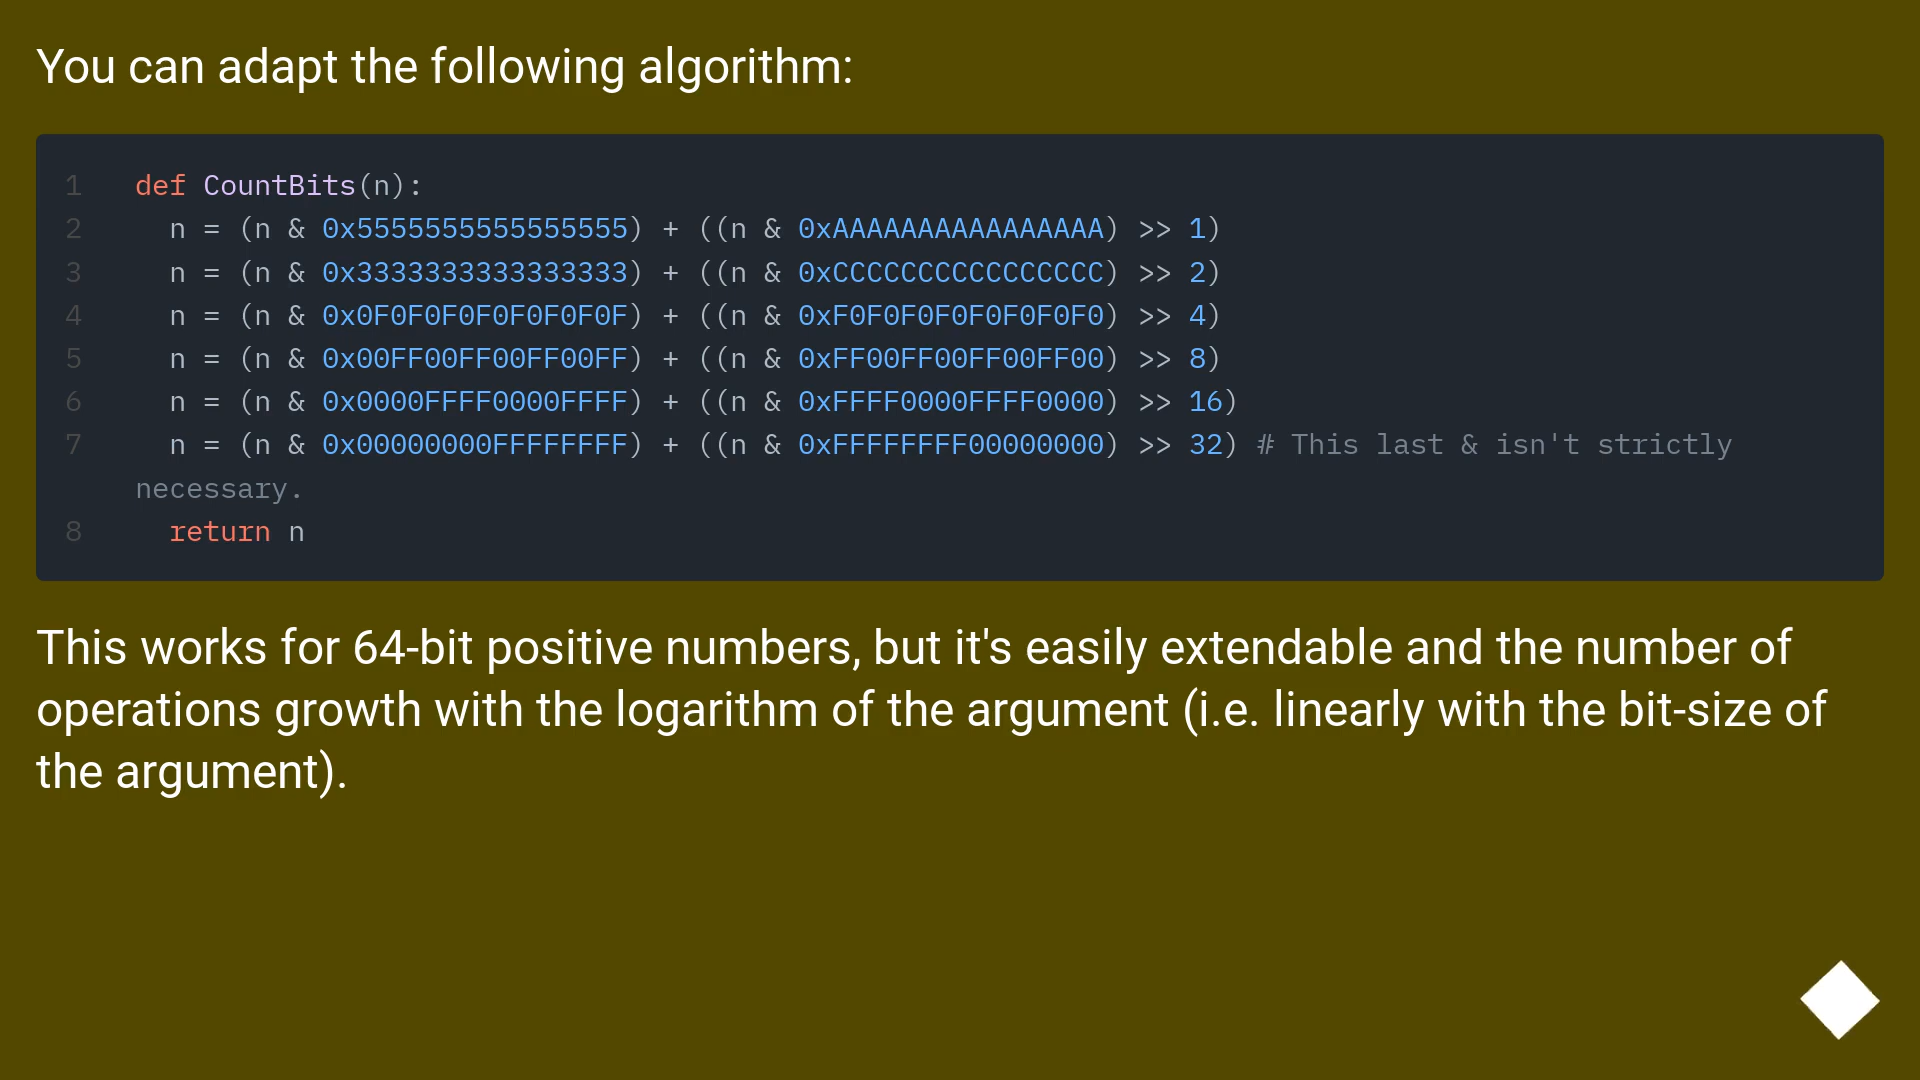 You can adapt the following algorithm:
1 def CountBits(n):
2 n = (n & 0x5555555555555555) + ((n & 0xAAAAAAAAAAAAAAAA) >> 1)
3 n = (n & 0x3333333333333333) + ((n & 0xCCCCCCCCCCCCCCCC) >> 2)
4 n = (n & 0x0F0F0F0F0F0F0F0F) + ((n & 0xF0F0F0F0F0F0F0F0) >> 4)
5 n = (n & 0x00FF00FF00FF00FF) + ((n & 0xFF00FF00FF00FF00) >> 8)
6 n = (n & 0x0000FFFF0000FFFF) + ((n & 0xFFFF0000FFFF0000) >> 16)
7 n = (n & 0x00000000FFFFFFFF) + ((n & 0xFFFFFFFF00000000) >> 32) # This last & isn't strictly
necessary.
8 return n
This works for 64-bit positive numbers, but it's easily extendable and the number of
operations growth with the logarithm of the argument (i.e. linearly with the bit-size of
the argument).